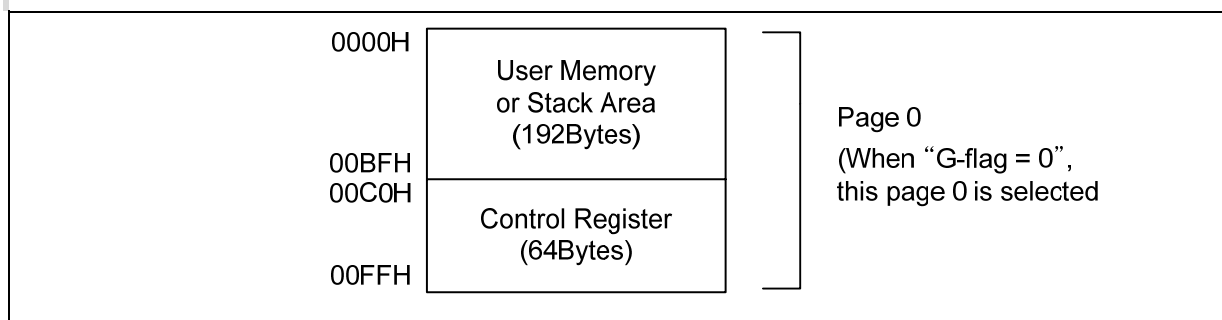 0000H
User Memory
or Stack Area
(192Bytes)
00BFH
00C0H
Control Register
(64Bytes)
00FFH
Page 0
(When “G-flag = 0”,
this page 0 is selected